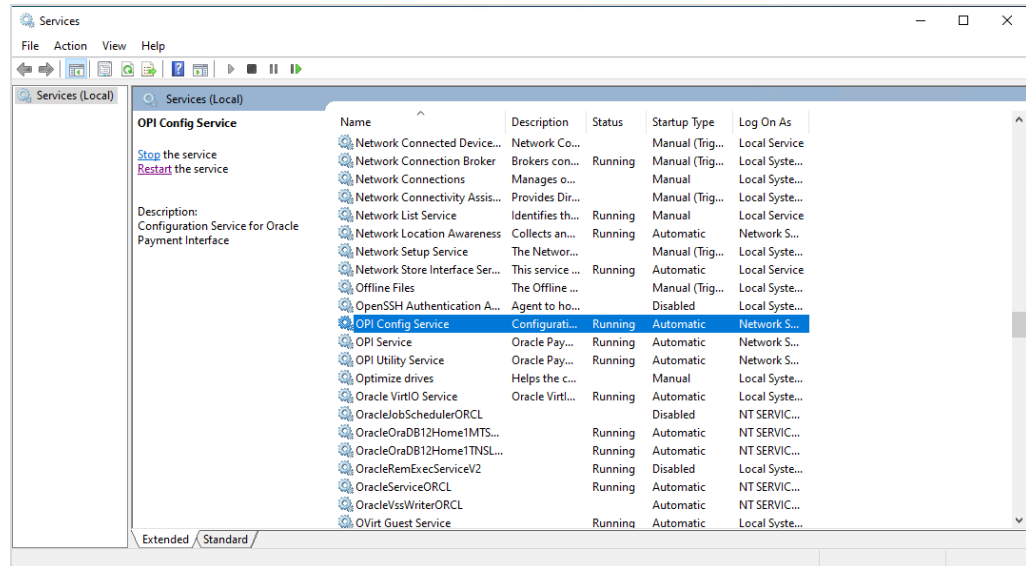 Services
File Action View Help
Services (Local)
Services (Local)
OPI Config Service
Stop the service
Restart the service
Description:
Configuration Service for Oracle
Payment Interface
Name Description Status Startup Type Log On As
Network Connected Device... Network Co... Manual (Trig... Local Service
Network Connection Broker Brokers con... Running Manual (Trig... Local Syste...
Network Connections Manages o... Manual Local Syste...
Network Connectivity Assis... Provides Dir... Manual (Trig... Local Syste...
Network List Service Identifies th... Running Manual Local Service
Network Location Awareness Collects an... Running Automatic Network S...
Network Setup Service The Networ... Manual (Trig... Local Syste...
Network Store Interface Ser... This service ... Running Automatic Local Service
Offline Files The Offline ... Manual (Trig... Local Syste...
OpenSSH Authentication A... Agent to ho... Disabled Local Syste...
OPI Config Service Configurati... Running Automatic Network S...
OPI Service Oracle Pay... Running Automatic Network S...
OPI Utility Service Oracle Pay... Running Automatic Network S...
Optimize drives Helps the c... Manual Local Syste...
Oracle VirtIO Service Oracle Virtl... Running Automatic Local Syste...
OracleJobSchedulerORCL Disabled NT SERVIC...
OracleOraDB12Home1MTS... Running Automatic NT SERVIC...
OracleOraDB12Home1TNSL... Running Automatic NT SERVIC...
OracleRemExecServiceV2 Running Disabled Local Syste...
OracleServiceORCL Running Automatic NT SERVIC...
OracleVssWriterORCL Automatic NT SERVIC...
OVirt Guest Service Running Automatic Local Syste...
Extended Standard